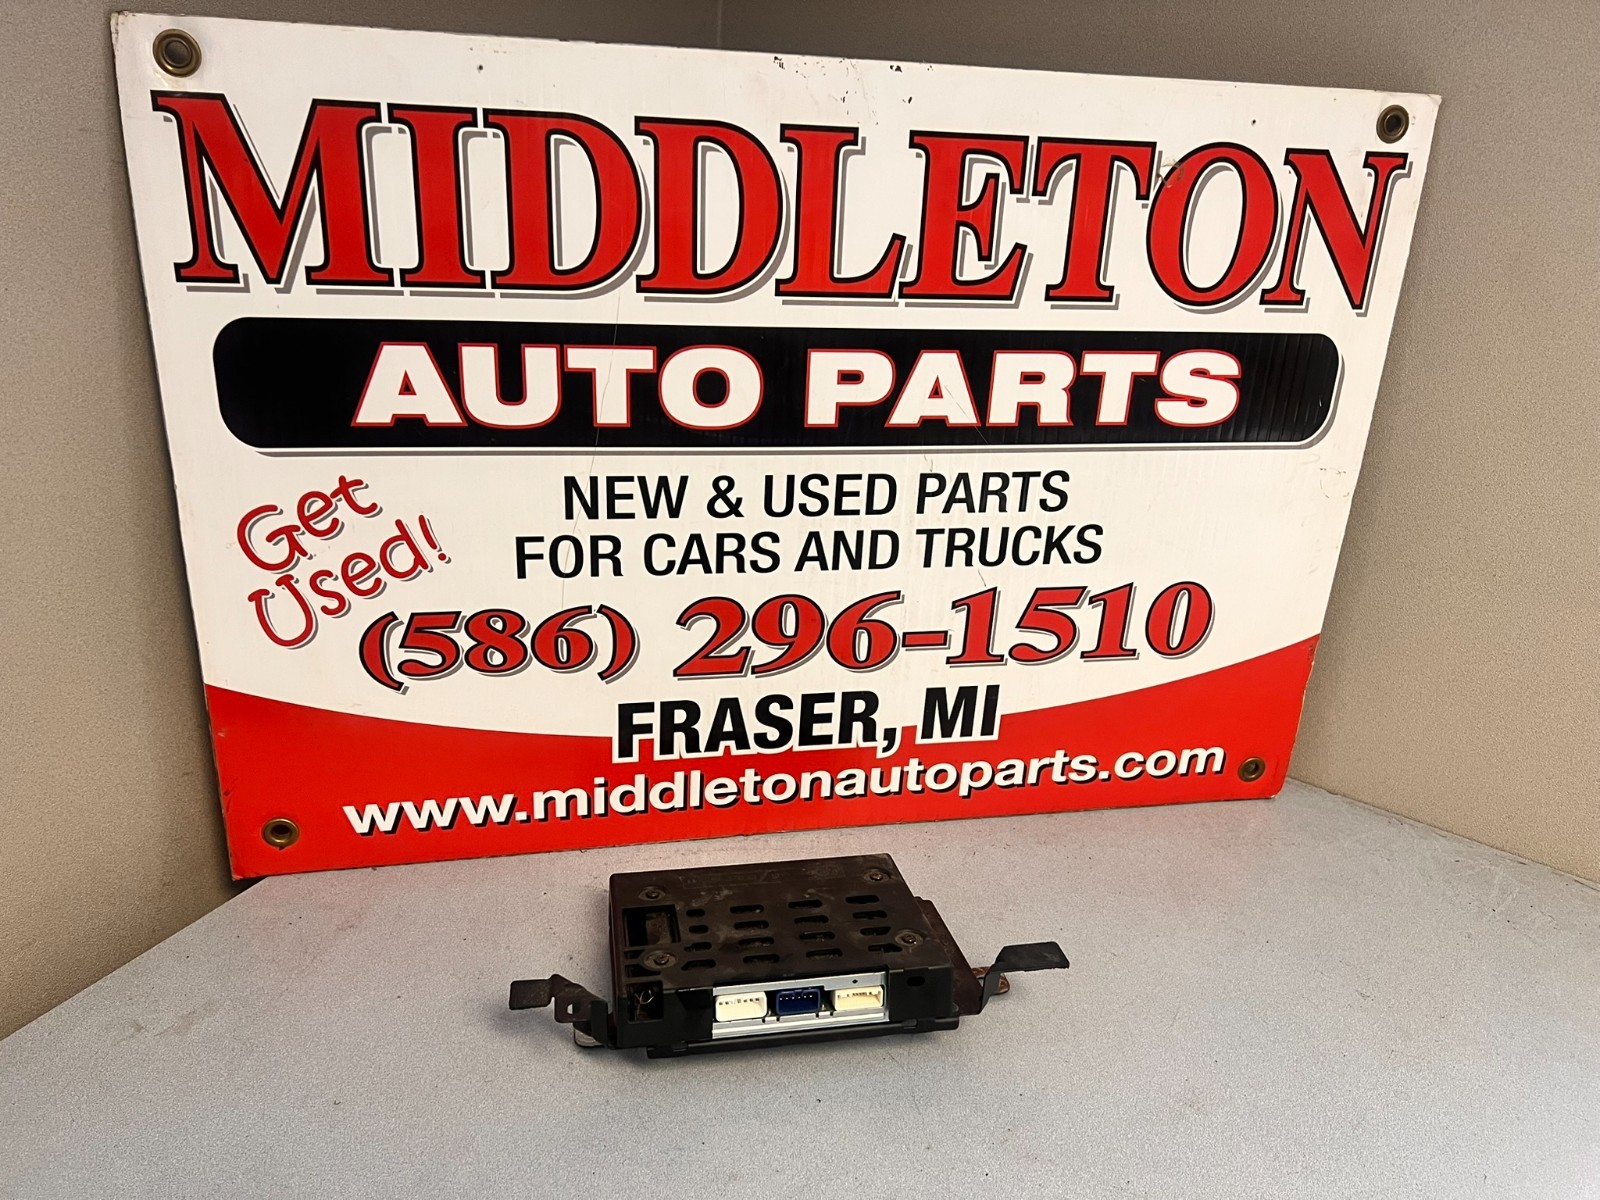 MIDDLETON
AUTO PARTS
Get
Used!
NEW & USED PARTS
FOR CARS AND TRUCKS
(586) 296-1510
FRASER, MI
www.middletonautoparts.com